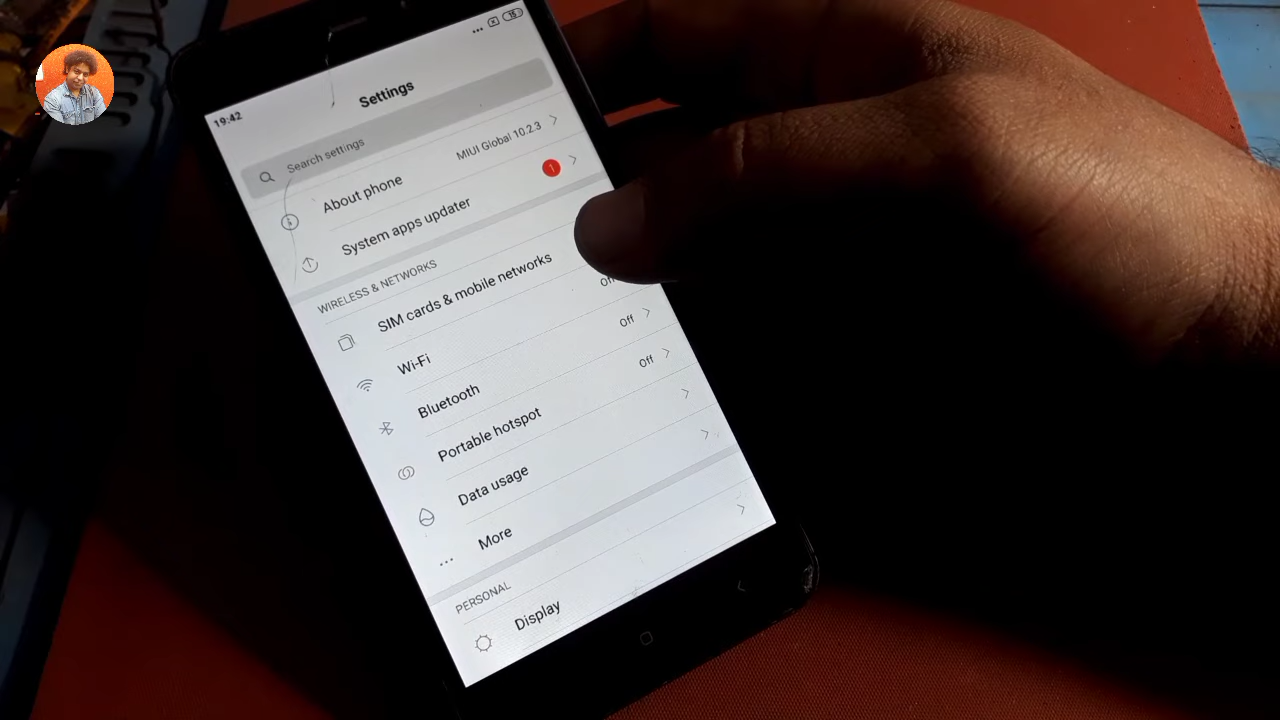 19:42
15
Settings
Search settings
About phone MIUI Global 10.2.3
System apps updater 1
WIRELESS & NETWORKS
SIM cards & mobile networks
Wi-Fi
Bluetooth Off
Portable hotspot Off
Data usage
More
PERSONAL
Display